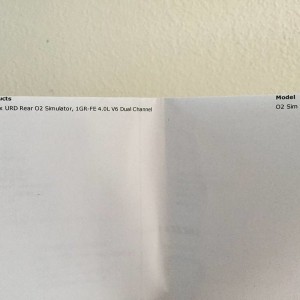 ucts Model
x URD Rear O2 Simulator, 1GR-FE 4.0L V6 Dual Channel O2 Sim